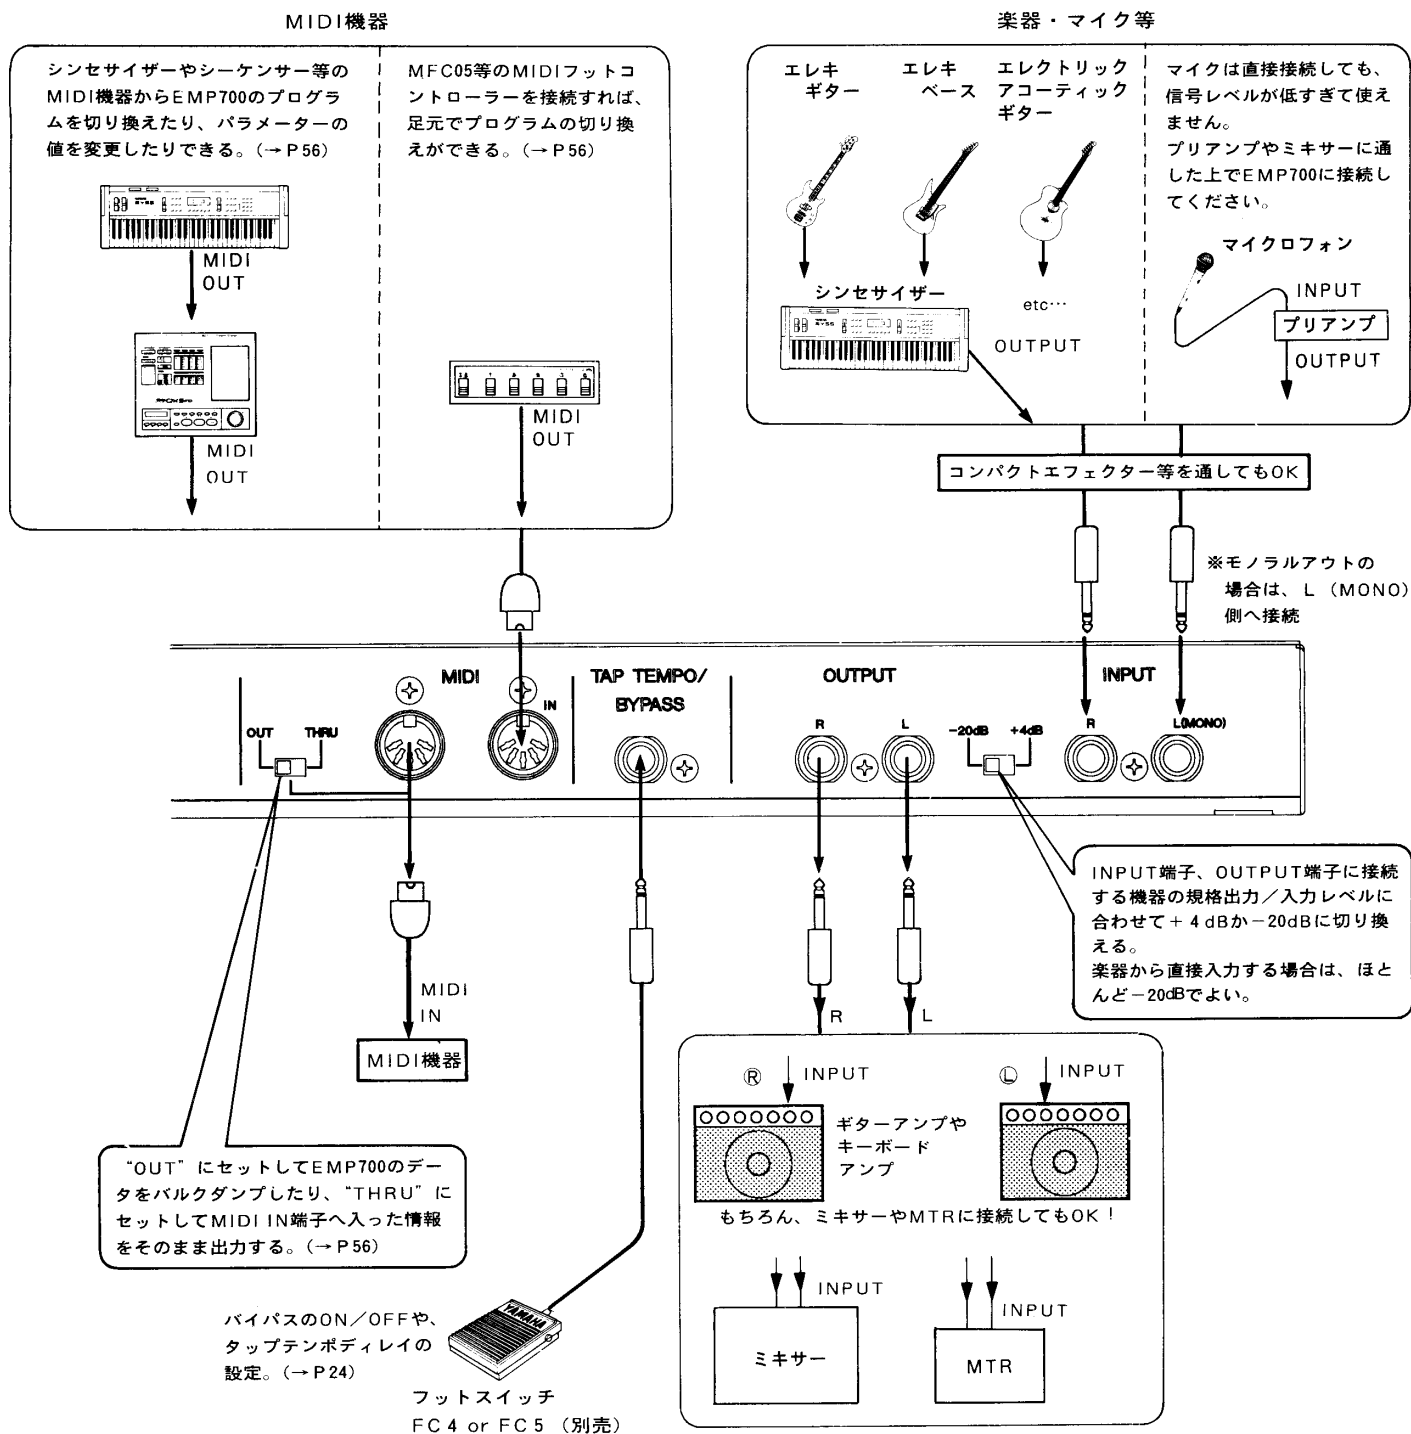 MIDI機器
シンセサイザーやシーケンサー等の
MIDI機器からEMP700のプログラ
ムを切り換えたり、パラメーターの
値を変更したりできる。(→P56)
MIDI
OUT
MIDI
OUT
MFC05等のMIDIフットコ
ントローラーを接続すれば、
足元でプログラムの切り換
えができる。(→P56)
MIDI
OUT
楽器・マイク等
エレキ
ギター
エレキ
ベース
エレクトリック
アコーティック
ギター
シンセサイザー
etc…
OUTPUT
マイクは直接接続しても、
信号レベルが低すぎて使え
ません。
プリアンプやミキサーに通
した上でEMP700に接続し
てください。
マイクロフォン
INPUT
プリアンプ
OUTPUT
コンパクトエフェクター等を通してもOK
※モノラルアウトの
場合は、L(MONO)
側へ接続
MIDI
OUT
THRU
IN
TAP TEMPO/
BYPASS
OUTPUT
R
L
-20dB
+4dB
INPUT
R
L(MONO)
INPUT端子、OUTPUT端子に接続
する機器の規格出力/入力レベルに
合わせて+4dBか-20dBに切り換
える。
楽器から直接入力する場合は、ほと
んど-20dBでよい。
MIDI
IN
MIDI機器
“OUT”にセットしてEMP700のデー
タをバルクダンプしたり、“THRU”に
セットしてMIDI IN端子へ入った情報
をそのまま出力する。(→P56)
バイパスのON/OFFや、
タップテンポディレイの
設定。(→P24)
YAMAHA
フットスイッチ
FC4 or FC5 (別売)
R
L
Ⓡ
INPUT
Ⓛ
INPUT
ギターアンプや
キーボード
アンプ
もちろん、ミキサーやMTRに接続してもOK!
INPUT
ミキサー
INPUT
MTR